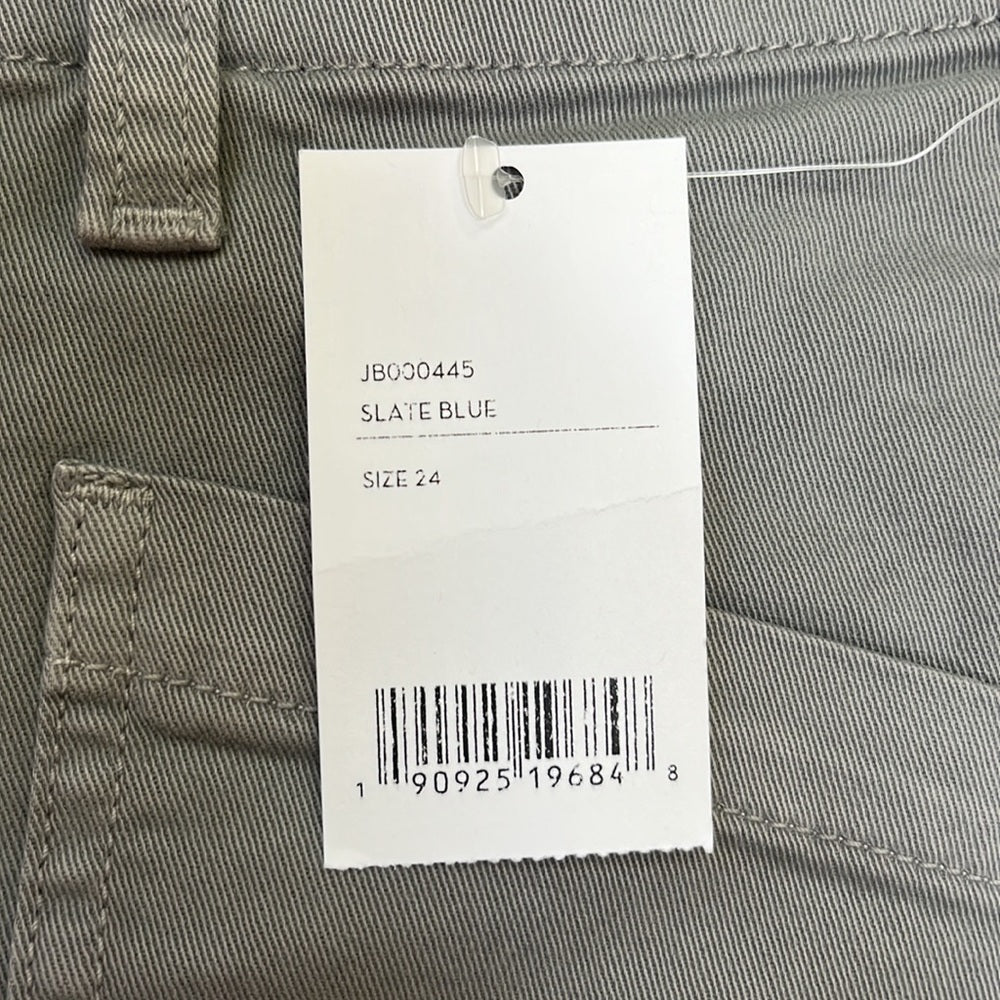 JB000445
SLATE BLUE
SIZE 24
1 90925 19684 8